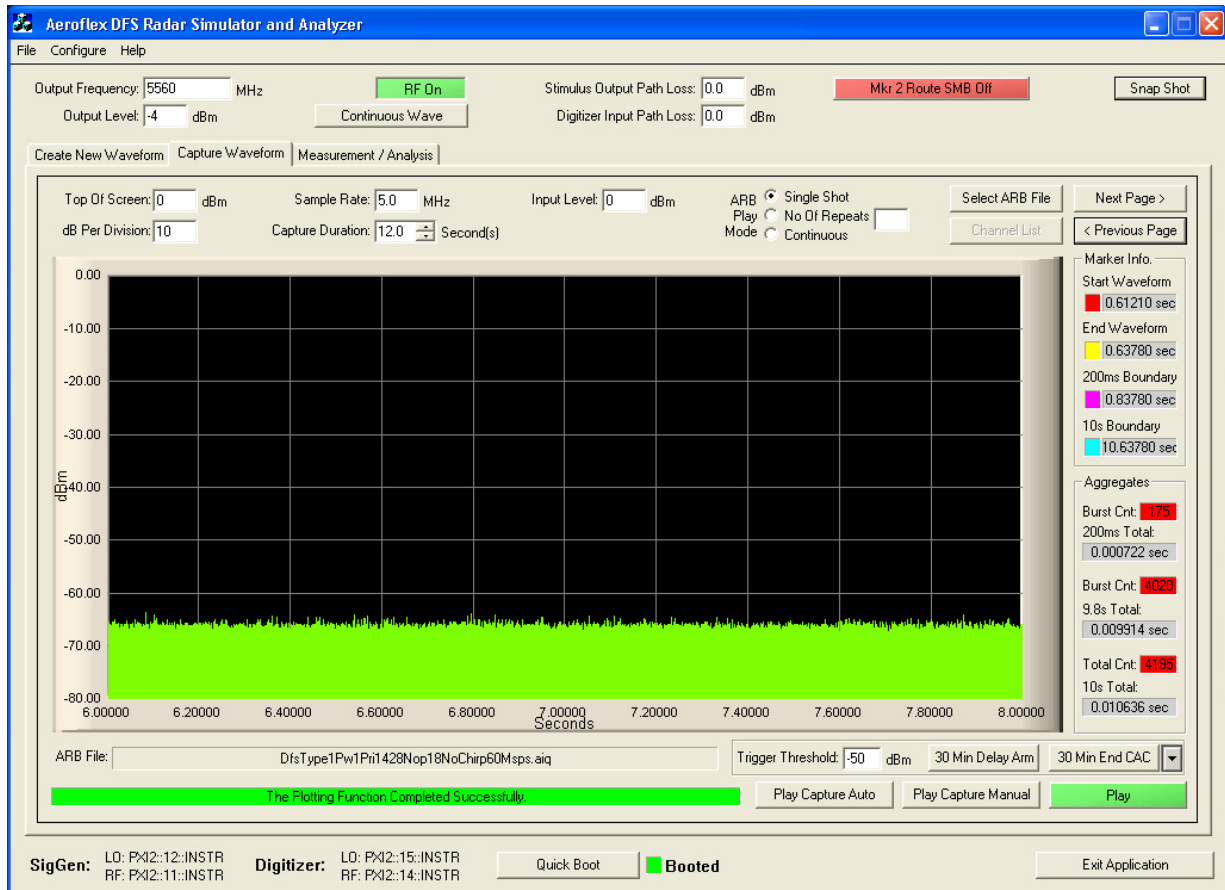 Aeroflex DFS Radar Simulator and Analyzer
File Configure Help
Output Frequency: 5560 MHz
RF On
Stimulus Output Path Loss: 0.0 dBm
Mkr 2 Route SMB Off
Snap Shot
Output Level: -4 dBm
Continuous Wave
Digitizer Input Path Loss: 0.0 dBm
Create New Waveform Capture Waveform Measurement / Analysis
Top Of Screen: 0 dBm
Sample Rate: 5.0 MHz
Input Level: 0 dBm
ARB Play Mode
Single Shot
No Of Repeats
Continuous
Select ARB File
Next Page >
dB Per Division: 10
Capture Duration: 12.0 Second(s)
Channel List
< Previous Page
0.00
-10.00
-20.00
-30.00
-40.00
-50.00
-60.00
-70.00
-80.00
dBm
6.00000 6.20000 6.40000 6.60000 6.80000 7.00000 7.20000 7.40000 7.60000 7.80000 8.00000
Seconds
Marker Info.
Start Waveform
0.61210 sec
End Waveform
0.63780 sec
200ms Boundary
0.83780 sec
10s Boundary
10.63780 sec
Aggregates
Burst Cnt: 175
200ms Total:
0.000722 sec
Burst Cnt: 4020
9.8s Total:
0.009914 sec
Total Cnt: 4195
10s Total:
0.010636 sec
ARB File: DfsType1Pw1Pri1428Nop18NoChirp60Msps.aiq
Trigger Threshold: -50 dBm
30 Min Delay Arm
30 Min End CAC
The Plotting Function Completed Successfully.
Play Capture Auto
Play Capture Manual
Play
SigGen: LO: PXI2::12::INSTR
RF: PXI2::11::INSTR
Digitizer: LO: PXI2::15::INSTR
RF: PXI2::14::INSTR
Quick Boot
Booted
Exit Application